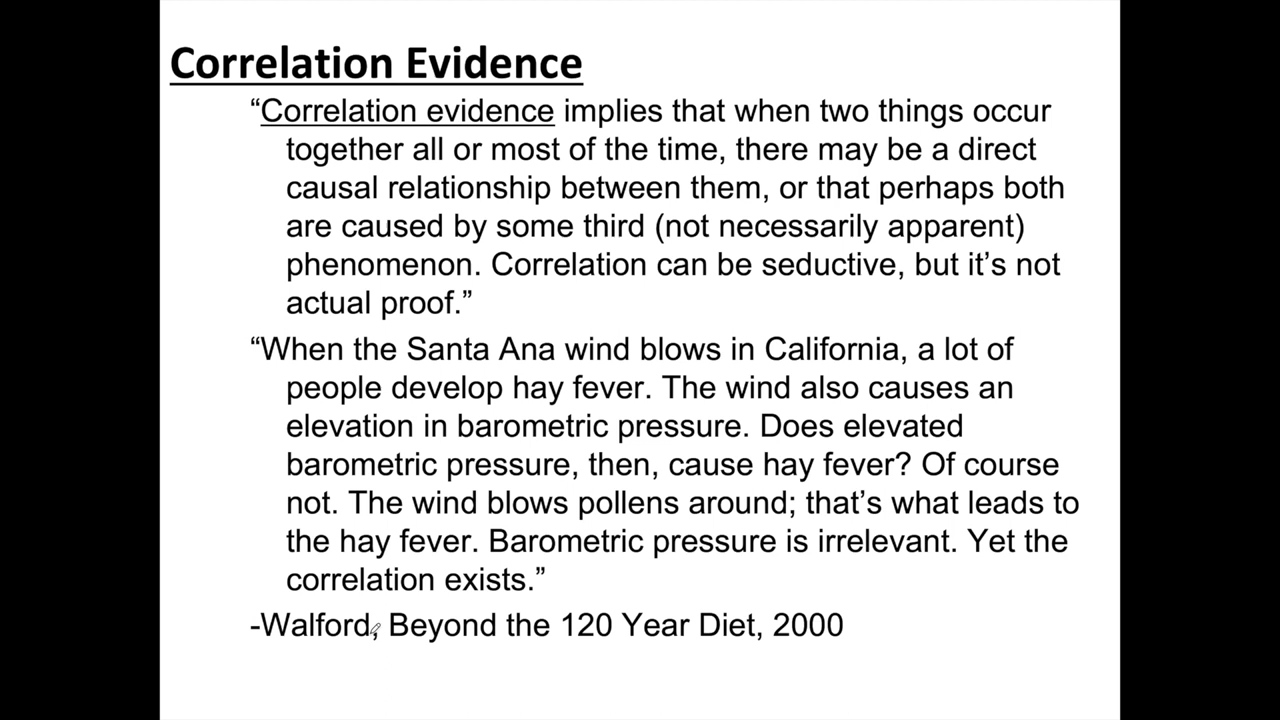 Correlation Evidence
“Correlation evidence implies that when two things occur
together all or most of the time, there may be a direct
causal relationship between them, or that perhaps both
are caused by some third (not necessarily apparent)
phenomenon. Correlation can be seductive, but it’s not
actual proof.”
“When the Santa Ana wind blows in California, a lot of
people develop hay fever. The wind also causes an
elevation in barometric pressure. Does elevated
barometric pressure, then, cause hay fever? Of course
not. The wind blows pollens around; that’s what leads to
the hay fever. Barometric pressure is irrelevant. Yet the
correlation exists.”
-Walford, Beyond the 120 Year Diet, 2000